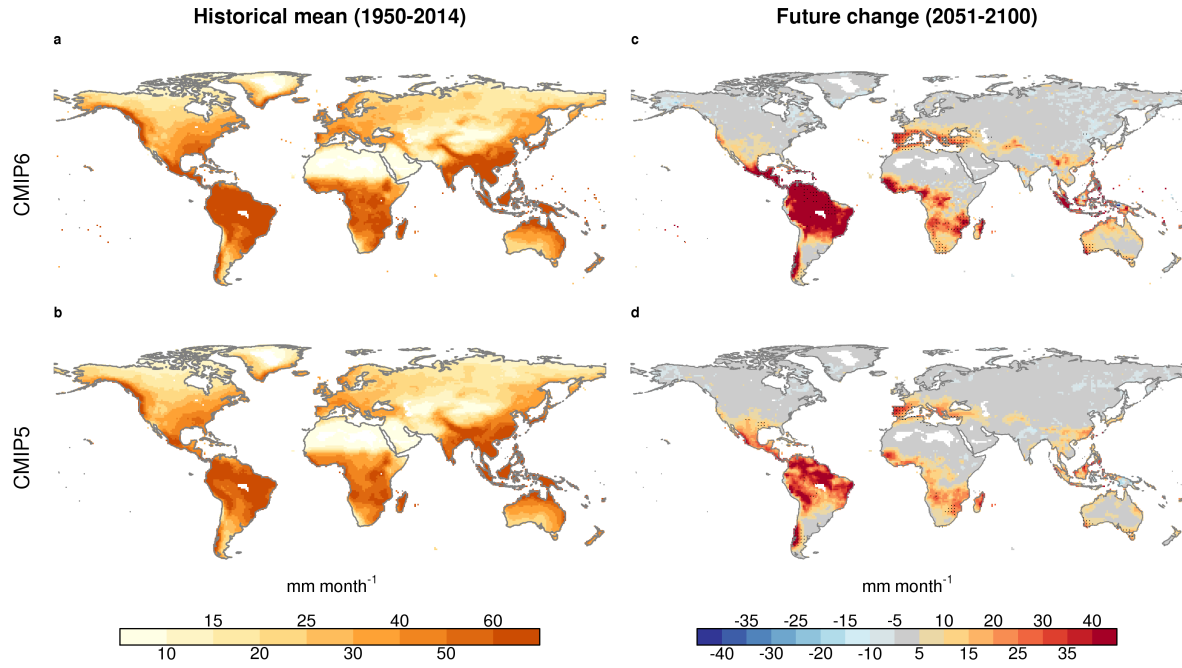 Historical mean (1950-2014)
Future change (2051-2100)
a
c
CMIP6
b
d
CMIP5
mm month-1
mm month-1
15 25 40 60
10 20 30 50
-35 -25 -15 -5 10 20 30 40
-40 -30 -20 -10 5 15 25 35